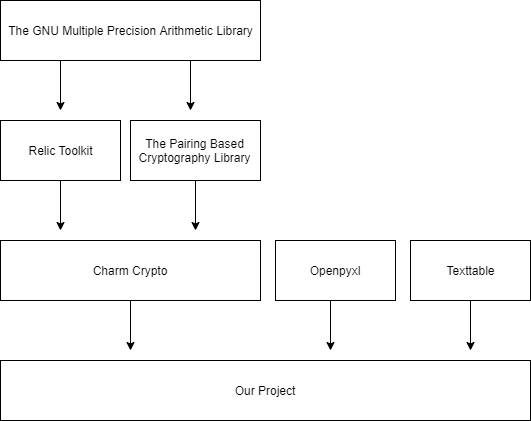 The GNU Multiple Precision Arithmetic Library
Relic Toolkit
The Pairing Based
Cryptography Library
Charm Crypto
Openpyxl
Texttable
Our Project